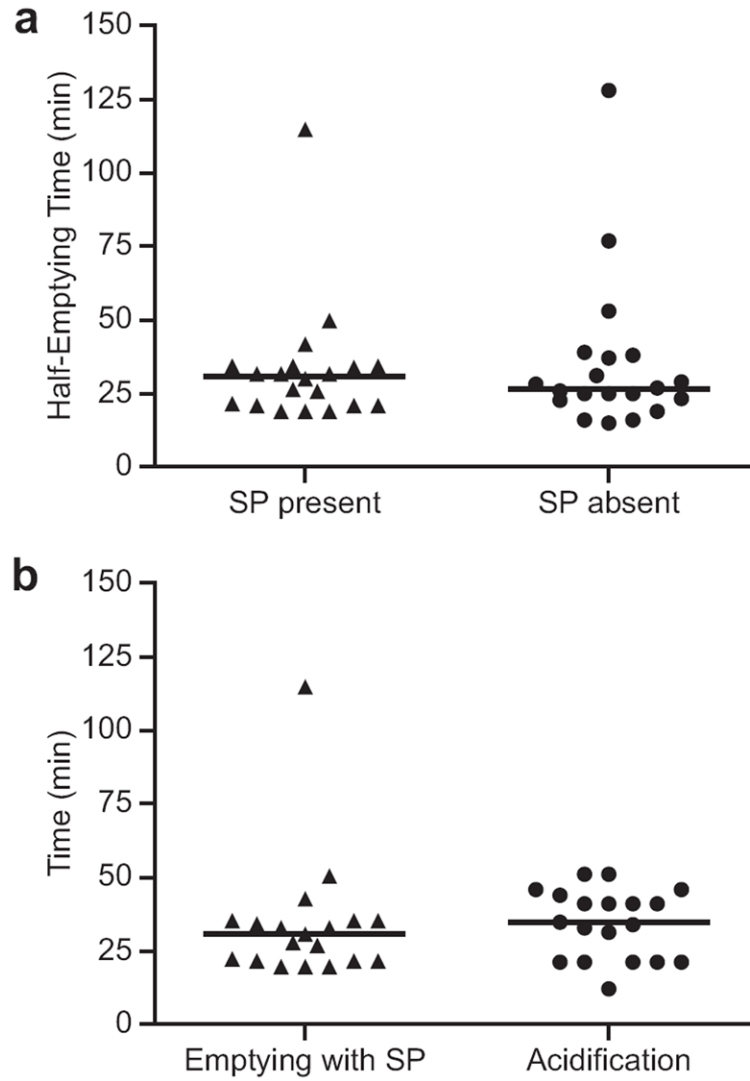 a
Half-Emptying Time (min)
150
125
100
75
50
25
0
SP present
SP absent
b
Time (min)
150
125
100
75
50
25
0
Emptying with SP
Acidification